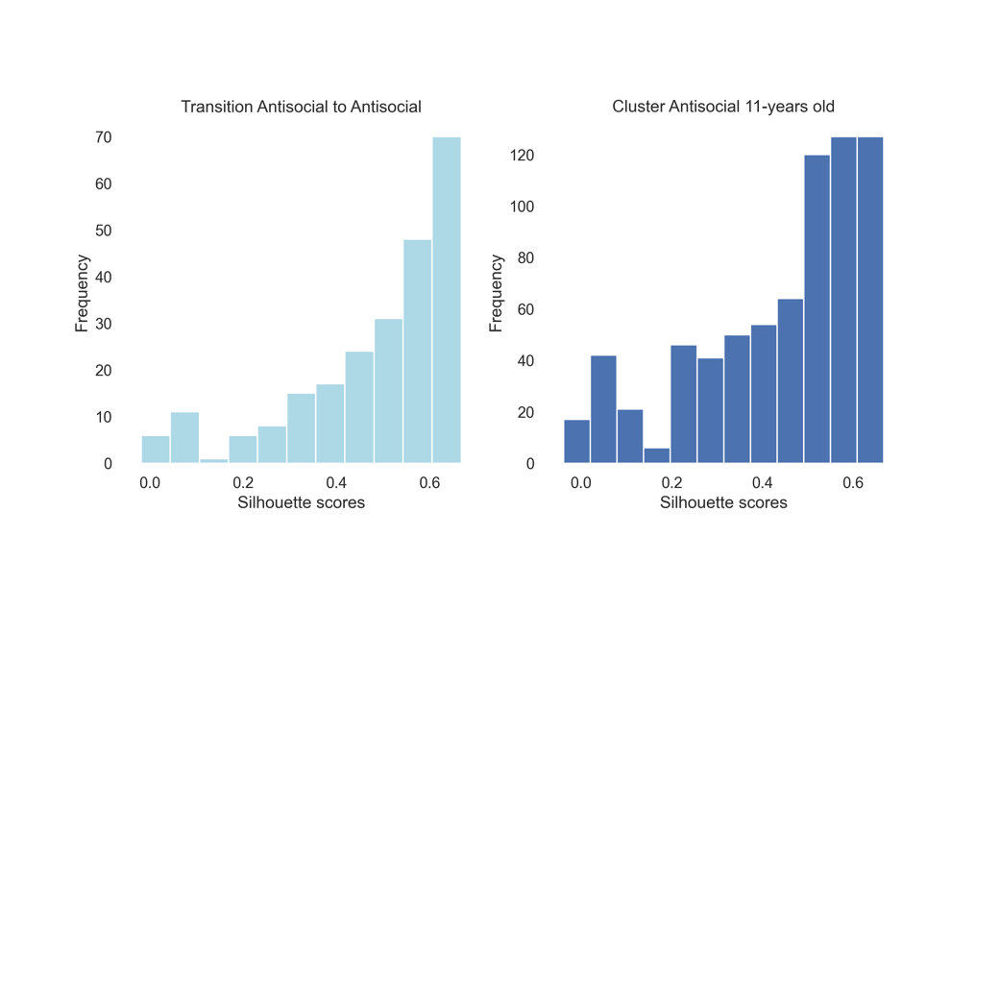 Transition Antisocial to Antisocial
70
60
50
40
30
20
10
0
Frequency
0.0 0.2 0.4 0.6
Silhouette scores
Cluster Antisocial 11-years old
120
100
80
60
40
20
0
Frequency
0.0 0.2 0.4 0.6
Silhouette scores